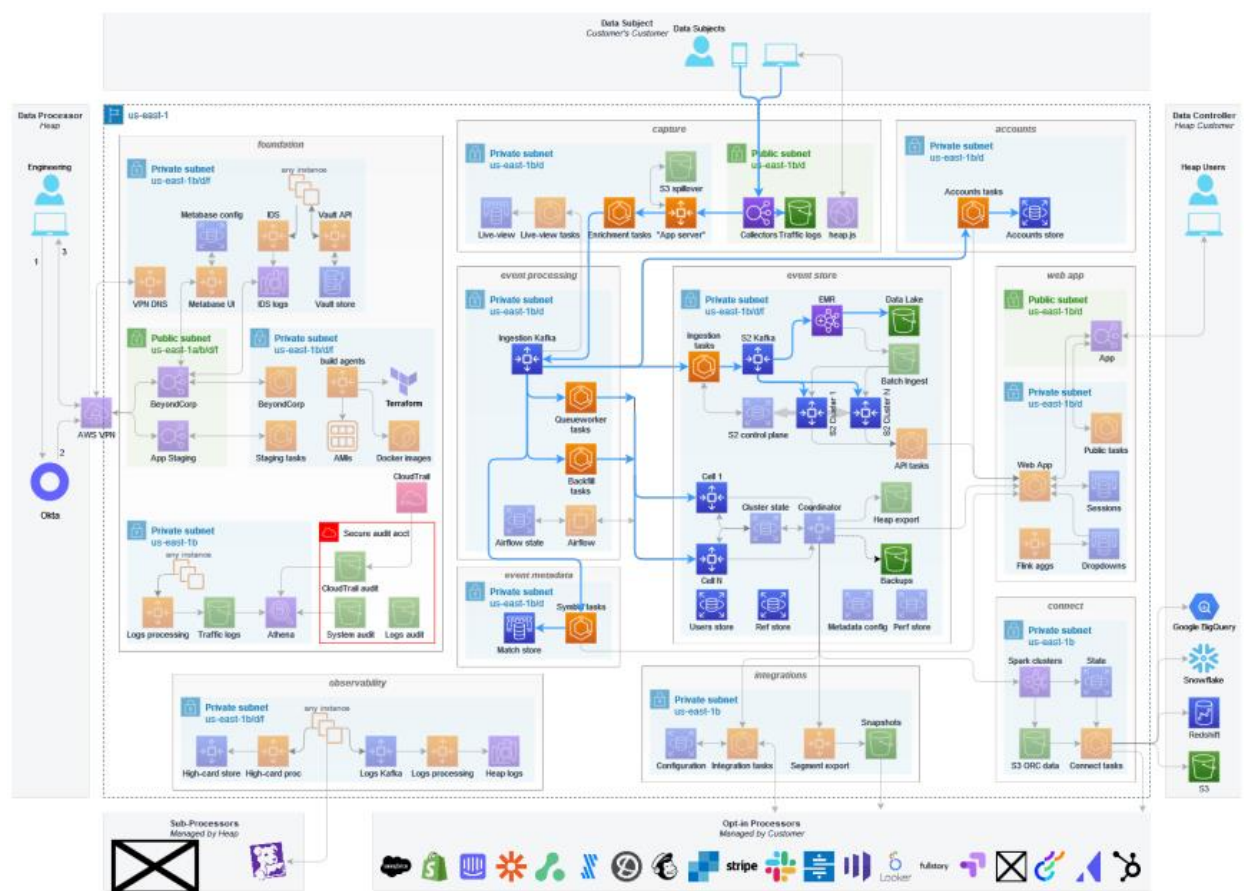 Data Subject
Customer's Customer
Data Subjects
Data Processor
Heap
Engineering
1
3
2
Okta
AWS VPN
us-east-1
foundation
Private subnet
us-east-1b/d/f
any instance
Metabase config
IDS
Vault API
VPN DNS
Metabase UI
IDS logs
Vault store
Public subnet
us-east-1a/b/d/f
BeyondCorp
App Staging
Private subnet
us-east-1b/d/f
build agents
BeyondCorp
Terraform
Staging tasks
AMIs
Docker images
CloudTrail
Private subnet
us-east-1b
any instance
Secure audit acct
CloudTrail audit
Logs processing
Traffic logs
Athena
System audit
Logs audit
capture
Private subnet
us-east-1b/d
S3 spillover
Live-view
Live-view tasks
Enrichment tasks
"App server"
Public subnet
us-east-1b/d
Collectors
Traffic logs
heap.js
accounts
Private subnet
us-east-1b/d
Accounts tasks
Accounts store
event processing
Private subnet
us-east-1b/d
Ingestion Kafka
Queueworker
tasks
Backfill
tasks
Airflow state
Airflow
event store
Private subnet
us-east-1b/d/f
EMR
Data Lake
Ingestion
tasks
S2 Kafka
Batch Ingest
S2 control plane
S2 Cluster 1
S2 Cluster N
API tasks
Cell 1
Cluster state
Coordinator
Heap export
Cell N
Backups
Users store
Ref store
Metadata config
Perf store
event metadata
Private subnet
us-east-1b/d
Symbo tasks
Match store
web app
Public subnet
us-east-1b/d
App
Private subnet
us-east-1b/d
Public tasks
Web App
Sessions
Flink aggs
Dropdowns
connect
Private subnet
us-east-1b
Spark clusters
State
S3 ORC data
Connect tasks
Data Controller
Heap Customer
Heap Users
Google BigQuery
Snowflake
Redshift
S3
observability
Private subnet
us-east-1b/d/f
any instance
High-card store
High-card proc
Logs Kafka
Logs processing
Heap logs
integrations
Private subnet
us-east-1b
Snapshots
Configuration
Integration tasks
Segment export
Sub-Processors
Managed by Heap
Opt-in Processors
Managed by Customer
stripe
Looker
fullstory